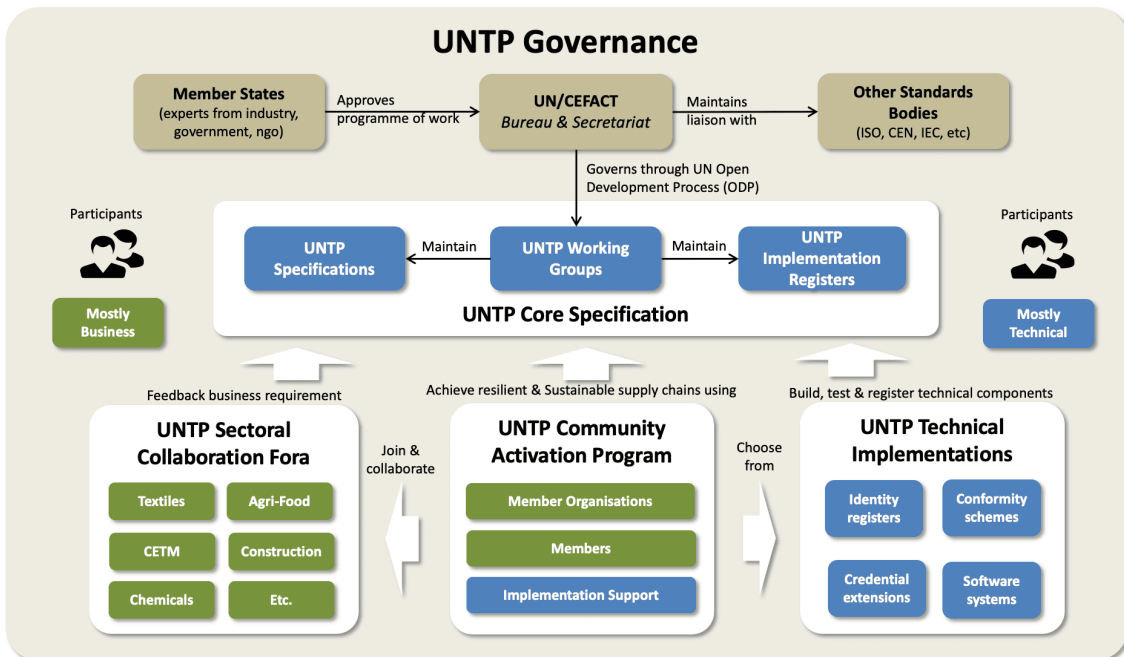 UNTP Governance
Member States
(experts from industry,
government, ngo)
Approves
programme of work
UN/CEFACT
Bureau & Secretariat
Maintains
liaison with
Other Standards
Bodies
(ISO, CEN, IEC, etc)
Governs through UN Open
Development Process (ODP)
Participants
Mostly
Business
UNTP
Specifications
Maintain
UNTP Working
Groups
Maintain
UNTP
Implementation
Registers
UNTP Core Specification
Participants
Mostly
Technical
Feedback business requirement
Achieve resilient & Sustainable supply chains using
Build, test & register technical components
UNTP Sectoral
Collaboration Fora
Textiles
Agri-Food
CETM
Construction
Chemicals
Etc.
Join &
collaborate
UNTP Community
Activation Program
Member Organisations
Members
Implementation Support
Choose
from
UNTP Technical
Implementations
Identity
registers
Conformity
schemes
Credential
extensions
Software
systems